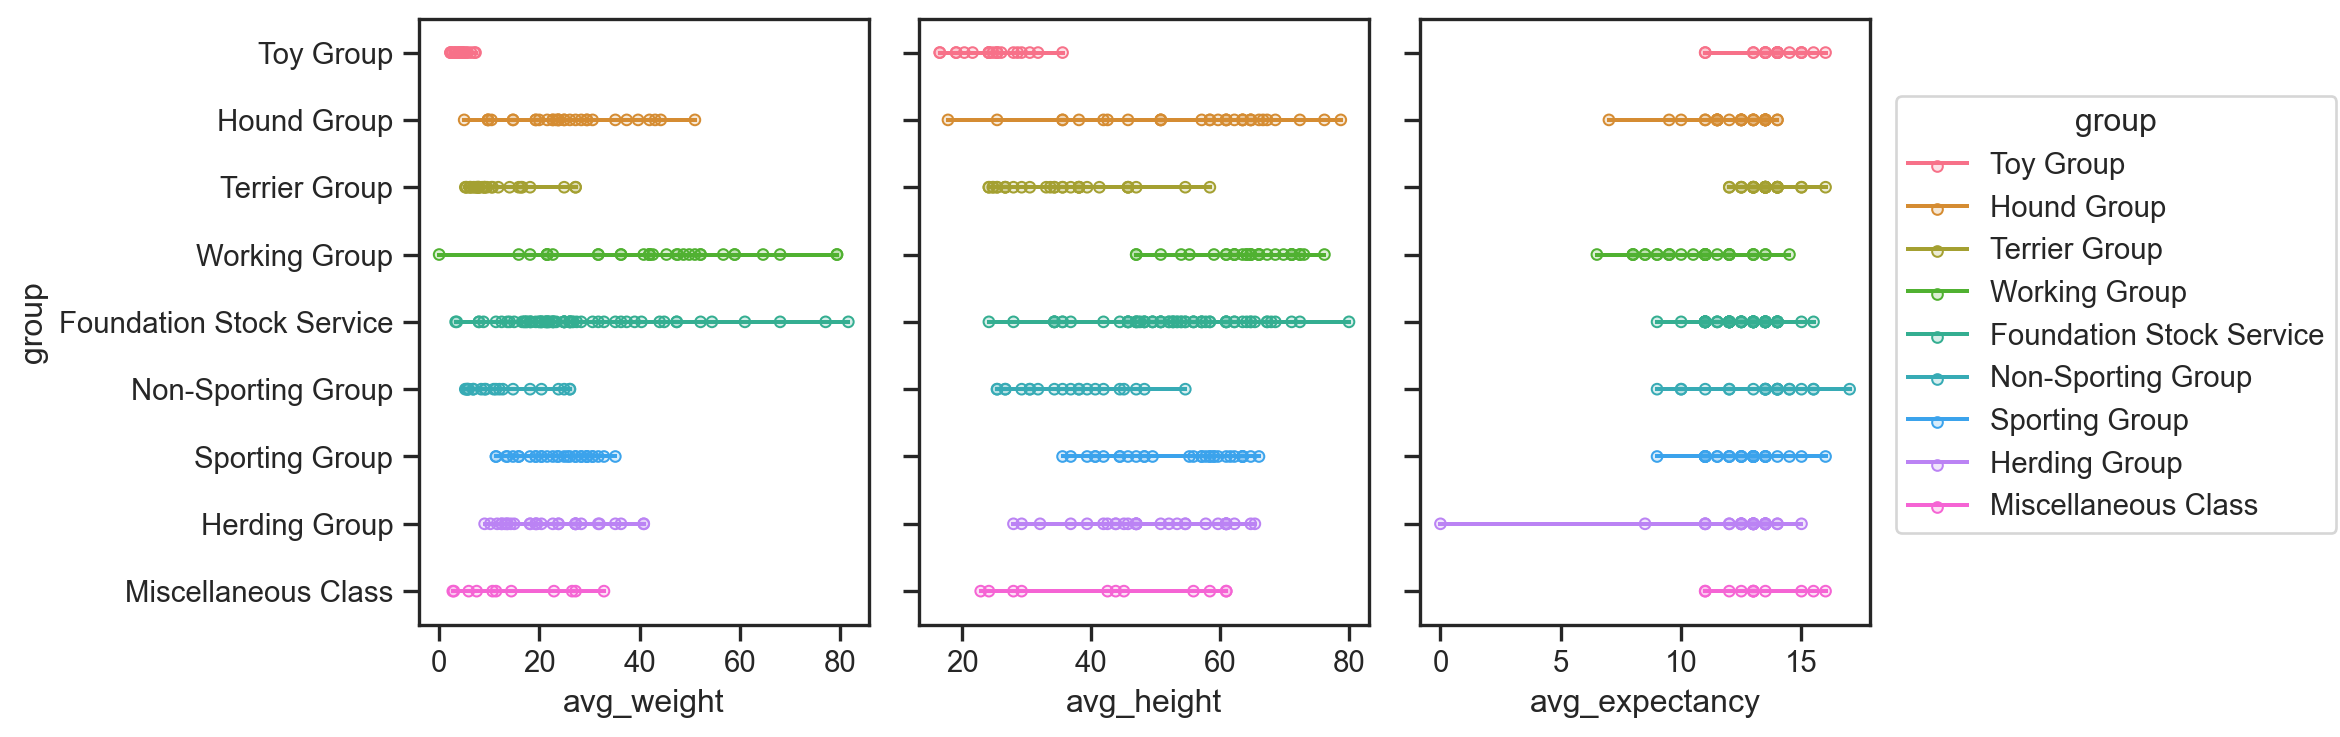 group
Toy Group
Hound Group
Terrier Group
Working Group
Foundation Stock Service
Non-Sporting Group
Sporting Group
Herding Group
Miscellaneous Class
0 20 40 60 80
avg_weight
20 40 60 80
avg_height
0 5 10 15
avg_expectancy
group
Toy Group
Hound Group
Terrier Group
Working Group
Foundation Stock Service
Non-Sporting Group
Sporting Group
Herding Group
Miscellaneous Class